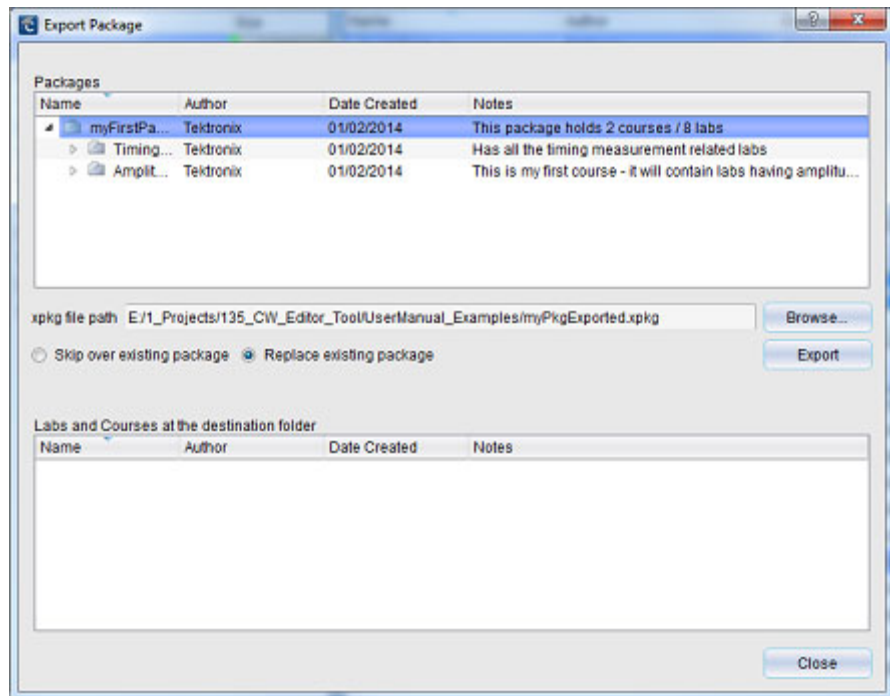 Export Package
Packages
Name Author Date Created Notes
myFirstPa... Tektronix 01/02/2014 This package holds 2 courses / 8 labs
Timing... Tektronix 01/02/2014 Has all the timing measurement related labs
Amplit... Tektronix 01/02/2014 This is my first course - it will contain labs having amplitu...
xpkg file path E:/1_Projects/135_CW_Editor_Tool/UserManual_Examples/myPkgExported.xpkg Browse...
Skip over existing package Replace existing package Export
Labs and Courses at the destination folder
Name Author Date Created Notes
Close